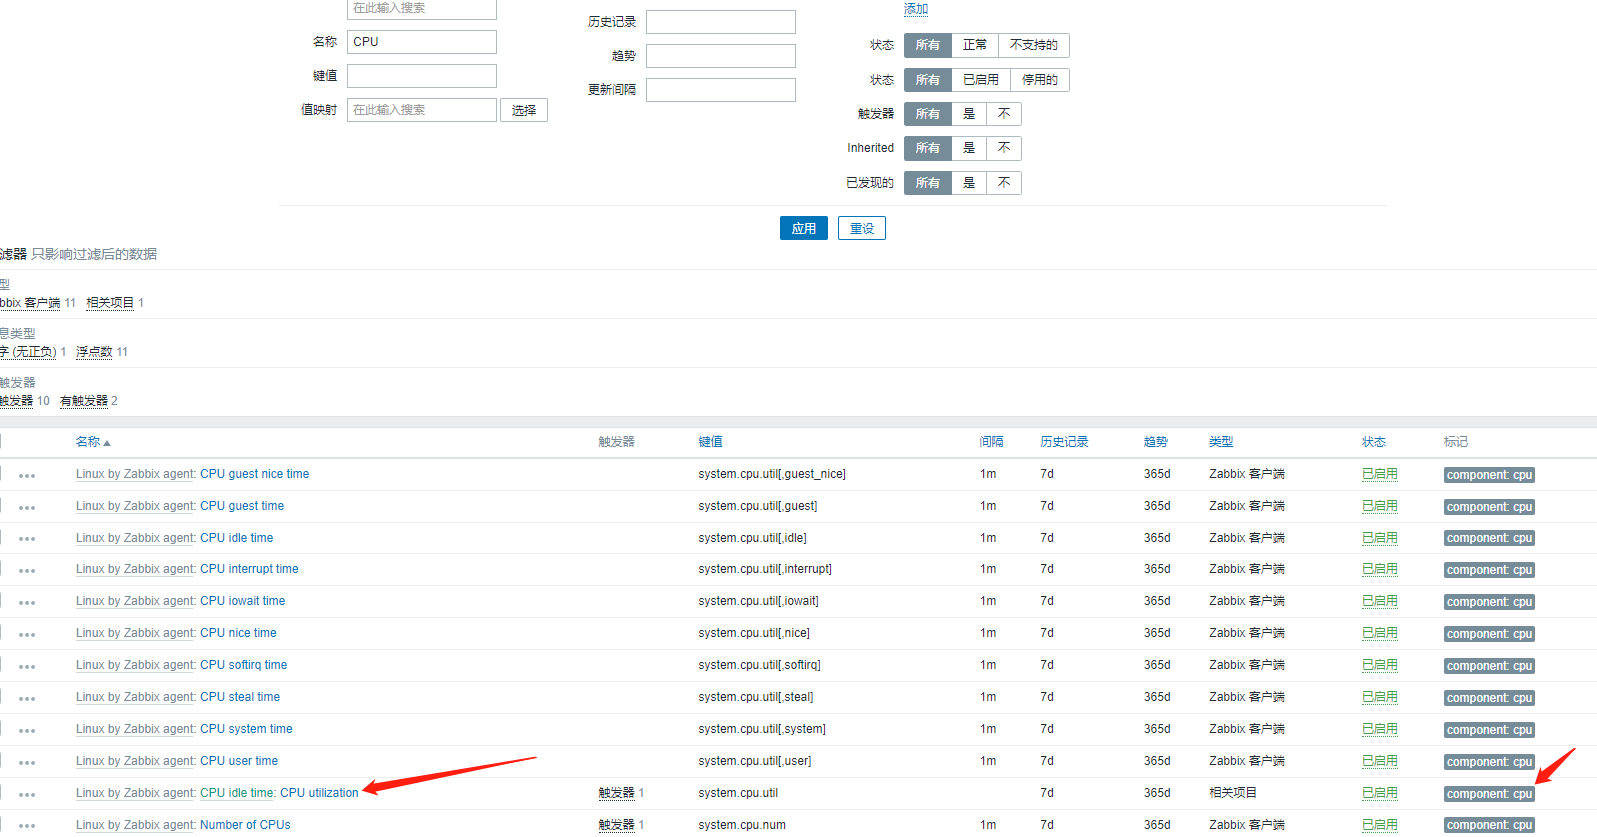 在此输入搜索
名称 CPU
键值
值映射 在此输入搜索 选择
历史记录
趋势
更新间隔
添加
状态 所有 正常 不支持的
状态 所有 已启用 停用的
触发器 所有 是 不
Inherited 所有 是 不
已发现的 所有 是 不
应用 重设
滤器 只影响过滤后的数据
型
bbix 客户端 11 相关项目 1
息类型
字 (无正负) 1 浮点数 11
触发器
触发器 10 有触发器 2
名称 触发器 键值 间隔 历史记录 趋势 类型 状态 标记
Linux by Zabbix agent: CPU guest nice time system.cpu.util[,guest_nice] 1m 7d 365d Zabbix 客户端 已启用 component: cpu
Linux by Zabbix agent: CPU guest time system.cpu.util[,guest] 1m 7d 365d Zabbix 客户端 已启用 component: cpu
Linux by Zabbix agent: CPU idle time system.cpu.util[,idle] 1m 7d 365d Zabbix 客户端 已启用 component: cpu
Linux by Zabbix agent: CPU interrupt time system.cpu.util[,interrupt] 1m 7d 365d Zabbix 客户端 已启用 component: cpu
Linux by Zabbix agent: CPU iowait time system.cpu.util[,iowait] 1m 7d 365d Zabbix 客户端 已启用 component: cpu
Linux by Zabbix agent: CPU nice time system.cpu.util[,nice] 1m 7d 365d Zabbix 客户端 已启用 component: cpu
Linux by Zabbix agent: CPU softirq time system.cpu.util[,softirq] 1m 7d 365d Zabbix 客户端 已启用 component: cpu
Linux by Zabbix agent: CPU steal time system.cpu.util[,steal] 1m 7d 365d Zabbix 客户端 已启用 component: cpu
Linux by Zabbix agent: CPU system time system.cpu.util[,system] 1m 7d 365d Zabbix 客户端 已启用 component: cpu
Linux by Zabbix agent: CPU user time system.cpu.util[,user] 1m 7d 365d Zabbix 客户端 已启用 component: cpu
Linux by Zabbix agent: CPU idle time: CPU utilization 触发器 1 system.cpu.util 7d 365d 相关项目 已启用 component: cpu
Linux by Zabbix agent: Number of CPUs 触发器 1 system.cpu.num 1m 7d 365d Zabbix 客户端 已启用 component: cpu